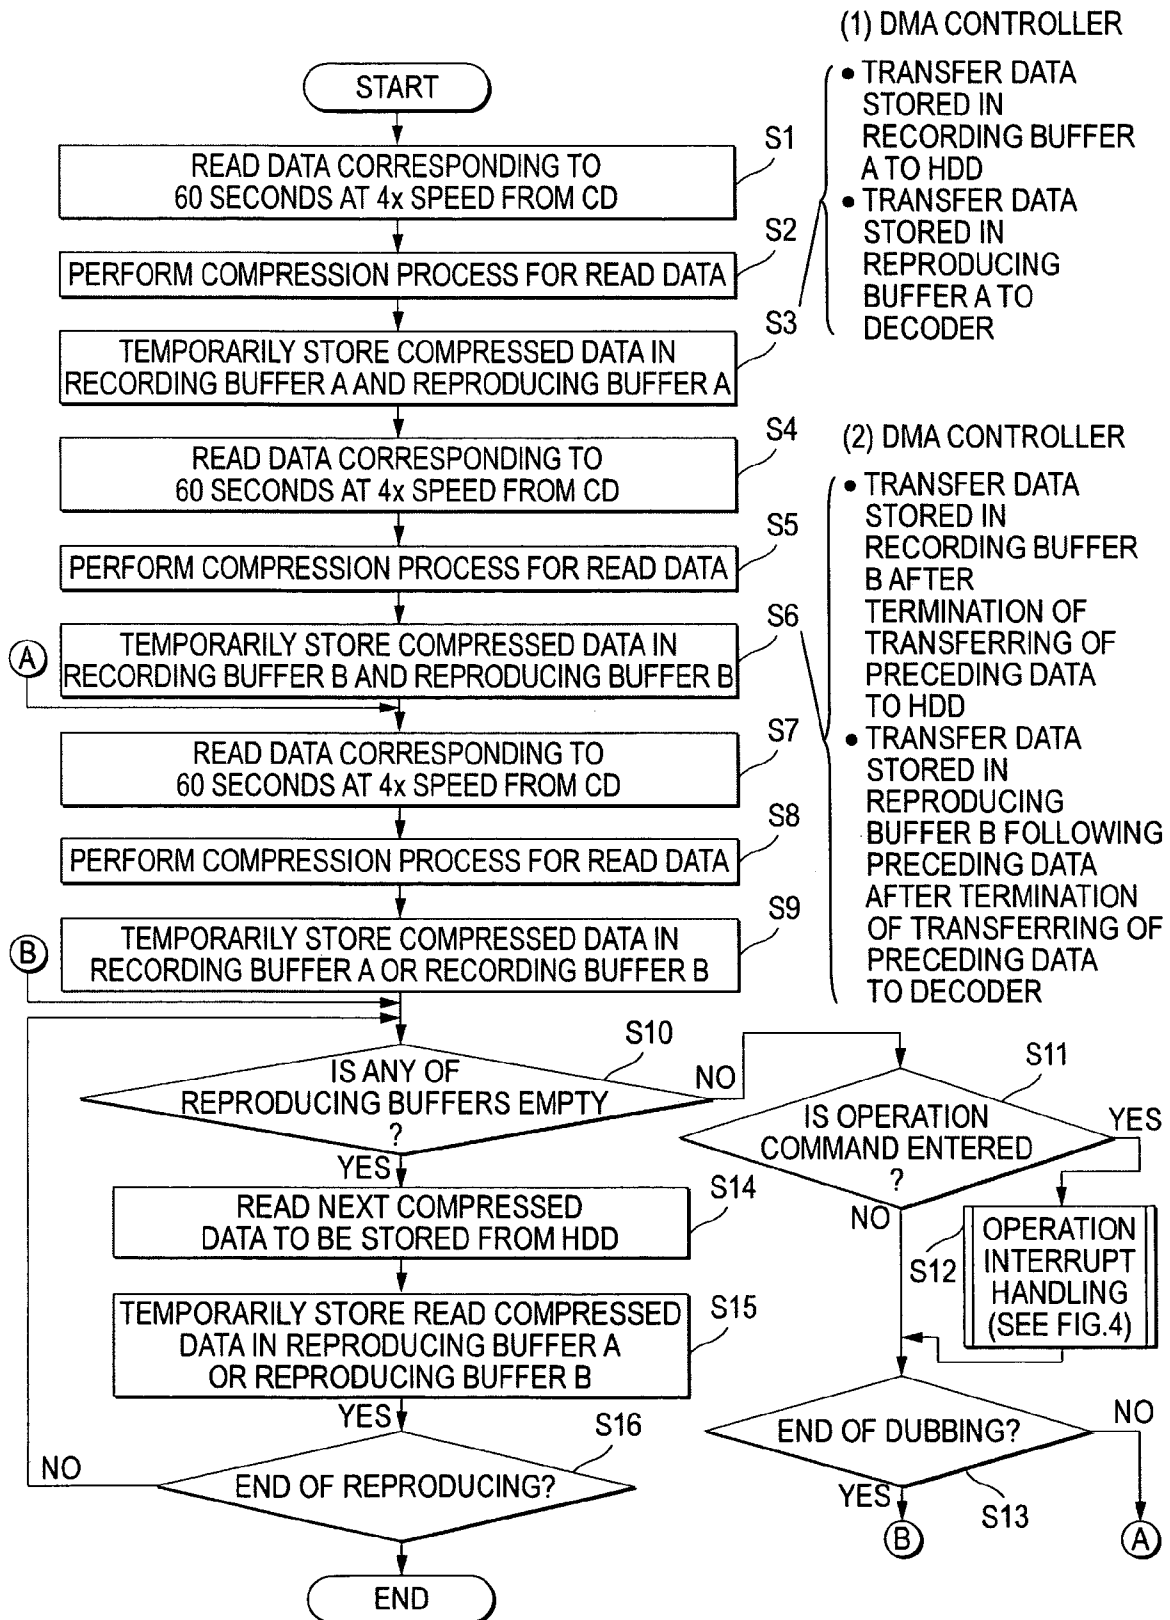 START
S1
READ DATA CORRESPONDING TO
60 SECONDS AT 4x SPEED FROM CD
S2
PERFORM COMPRESSION PROCESS FOR READ DATA
S3
TEMPORARILY STORE COMPRESSED DATA IN
RECORDING BUFFER A AND REPRODUCING BUFFER A
(1) DMA CONTROLLER
• TRANSFER DATA
STORED IN
RECORDING BUFFER
A TO HDD
• TRANSFER DATA
STORED IN
REPRODUCING
BUFFER A TO
DECODER
S4
READ DATA CORRESPONDING TO
60 SECONDS AT 4x SPEED FROM CD
S5
PERFORM COMPRESSION PROCESS FOR READ DATA
S6
TEMPORARILY STORE COMPRESSED DATA IN
RECORDING BUFFER B AND REPRODUCING BUFFER B
(2) DMA CONTROLLER
• TRANSFER DATA
STORED IN
RECORDING BUFFER
B AFTER
TERMINATION OF
TRANSFERRING OF
PRECEDING DATA
TO HDD
• TRANSFER DATA
STORED IN
REPRODUCING
BUFFER B FOLLOWING
PRECEDING DATA
AFTER TERMINATION
OF TRANSFERRING OF
PRECEDING DATA
TO DECODER
A
S7
READ DATA CORRESPONDING TO
60 SECONDS AT 4x SPEED FROM CD
S8
PERFORM COMPRESSION PROCESS FOR READ DATA
S9
TEMPORARILY STORE COMPRESSED DATA IN
RECORDING BUFFER A OR RECORDING BUFFER B
B
S10
IS ANY OF
REPRODUCING BUFFERS EMPTY
?
NO
YES
S11
IS OPERATION
COMMAND ENTERED
?
YES
NO
S12
OPERATION
INTERRUPT
HANDLING
(SEE FIG.4)
S14
READ NEXT COMPRESSED
DATA TO BE STORED FROM HDD
S15
TEMPORARILY STORE READ COMPRESSED
DATA IN REPRODUCING BUFFER A
OR REPRODUCING BUFFER B
YES
S16
END OF REPRODUCING?
NO
END OF DUBBING?
NO
YES
S13
B
A
END